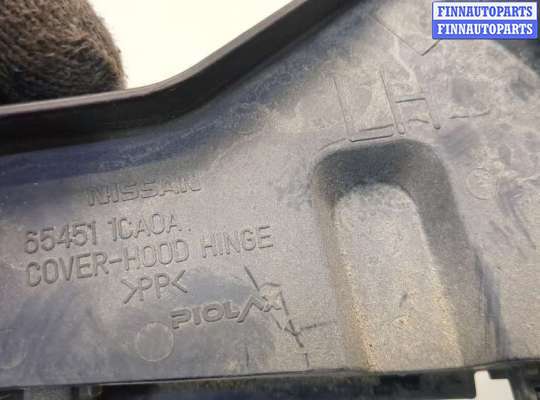 FINNAUTOPARTS
FINNAUTOPARTS
LH
NISSAN
65451 1CA0A
COVER-HOOD HINGE
>PP<
PIOLAX